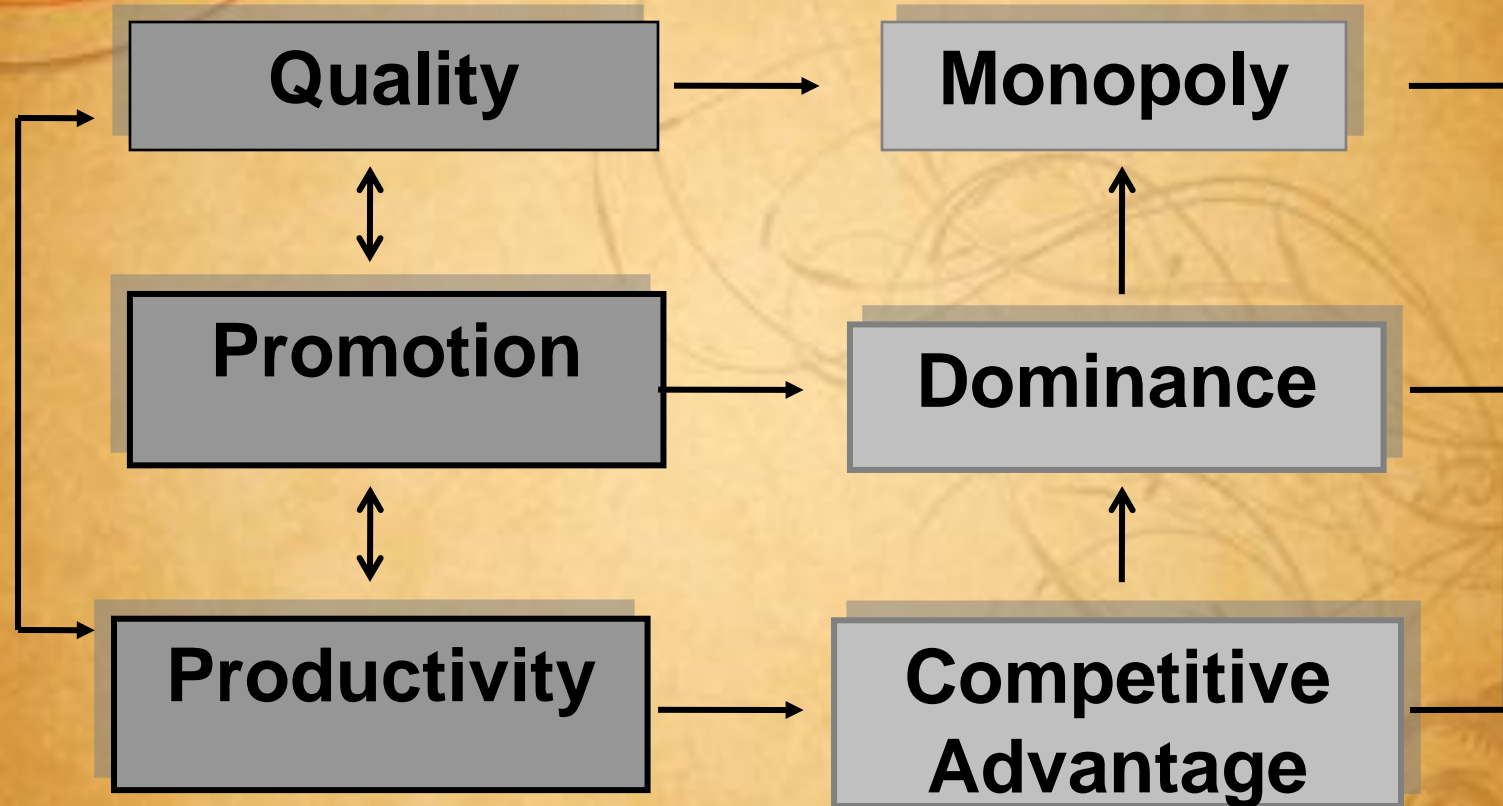 Quality
Monopoly
Promotion
Dominance
Productivity
Competitive
Advantage